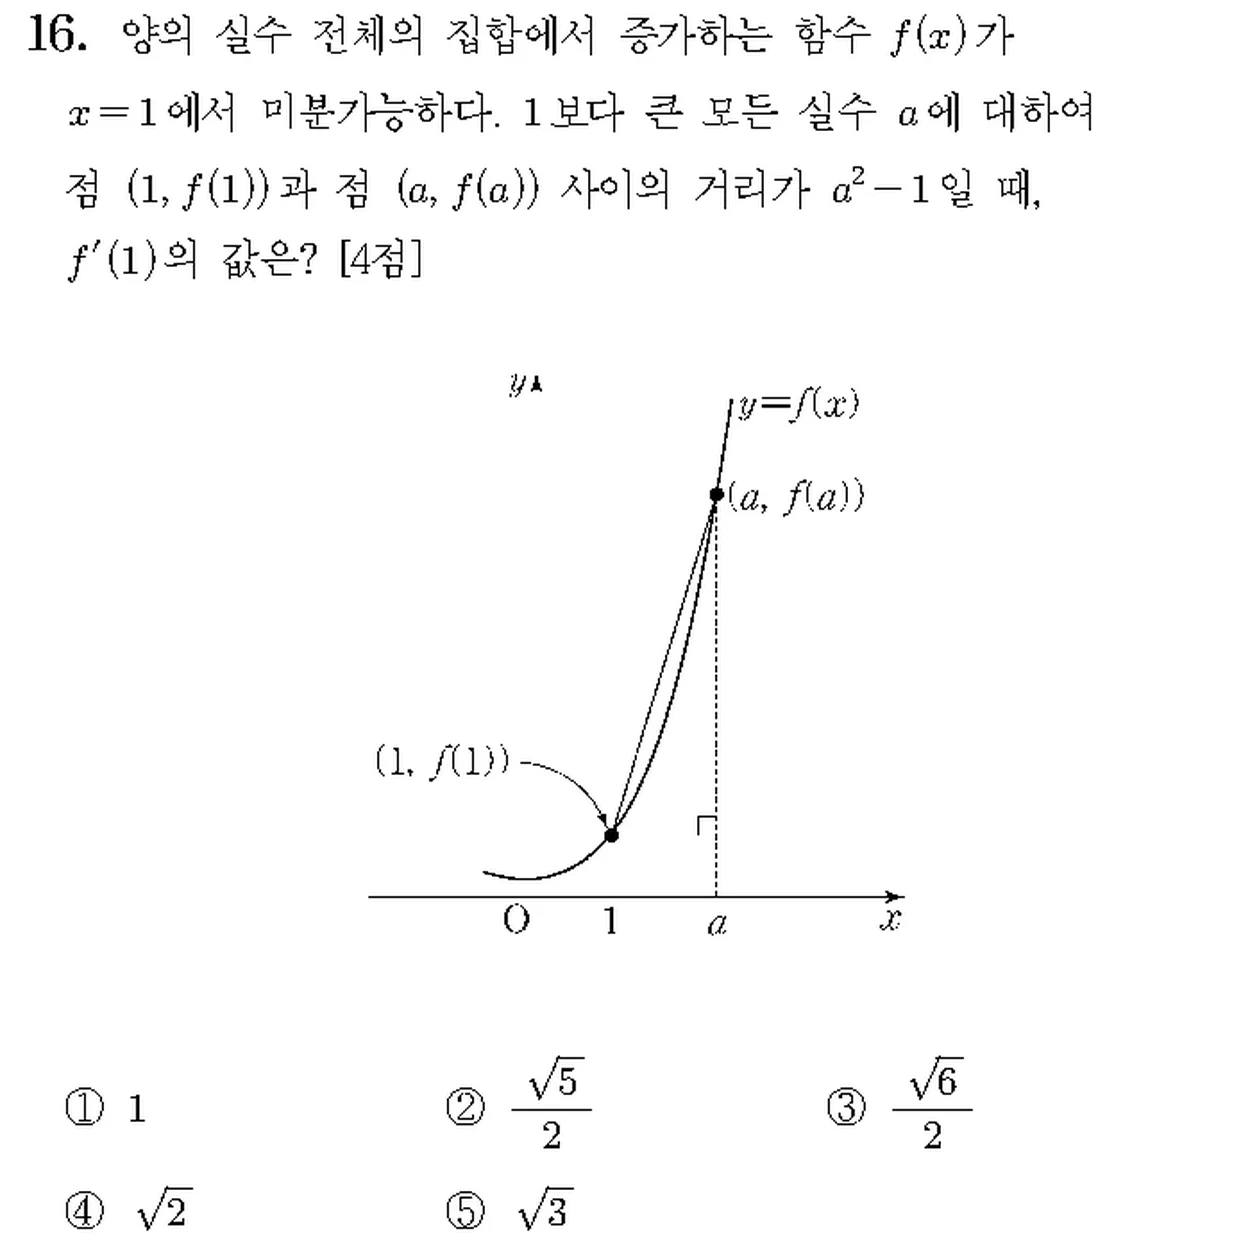 16. 양의 실수 전체의 집합에서 증가하는 함수 f(x)가
x=1에서 미분가능하다. 1보다 큰 모든 실수 a에 대하여
점 (1, f(1))과 점 (a, f(a)) 사이의 거리가 a²−1일 때,
f′(1)의 값은? [4점]
y
y=f(x)
(a, f(a))
(1, f(1))
O 1 a x
① 1 ② √5/2 ③ √6/2
④ √2 ⑤ √3